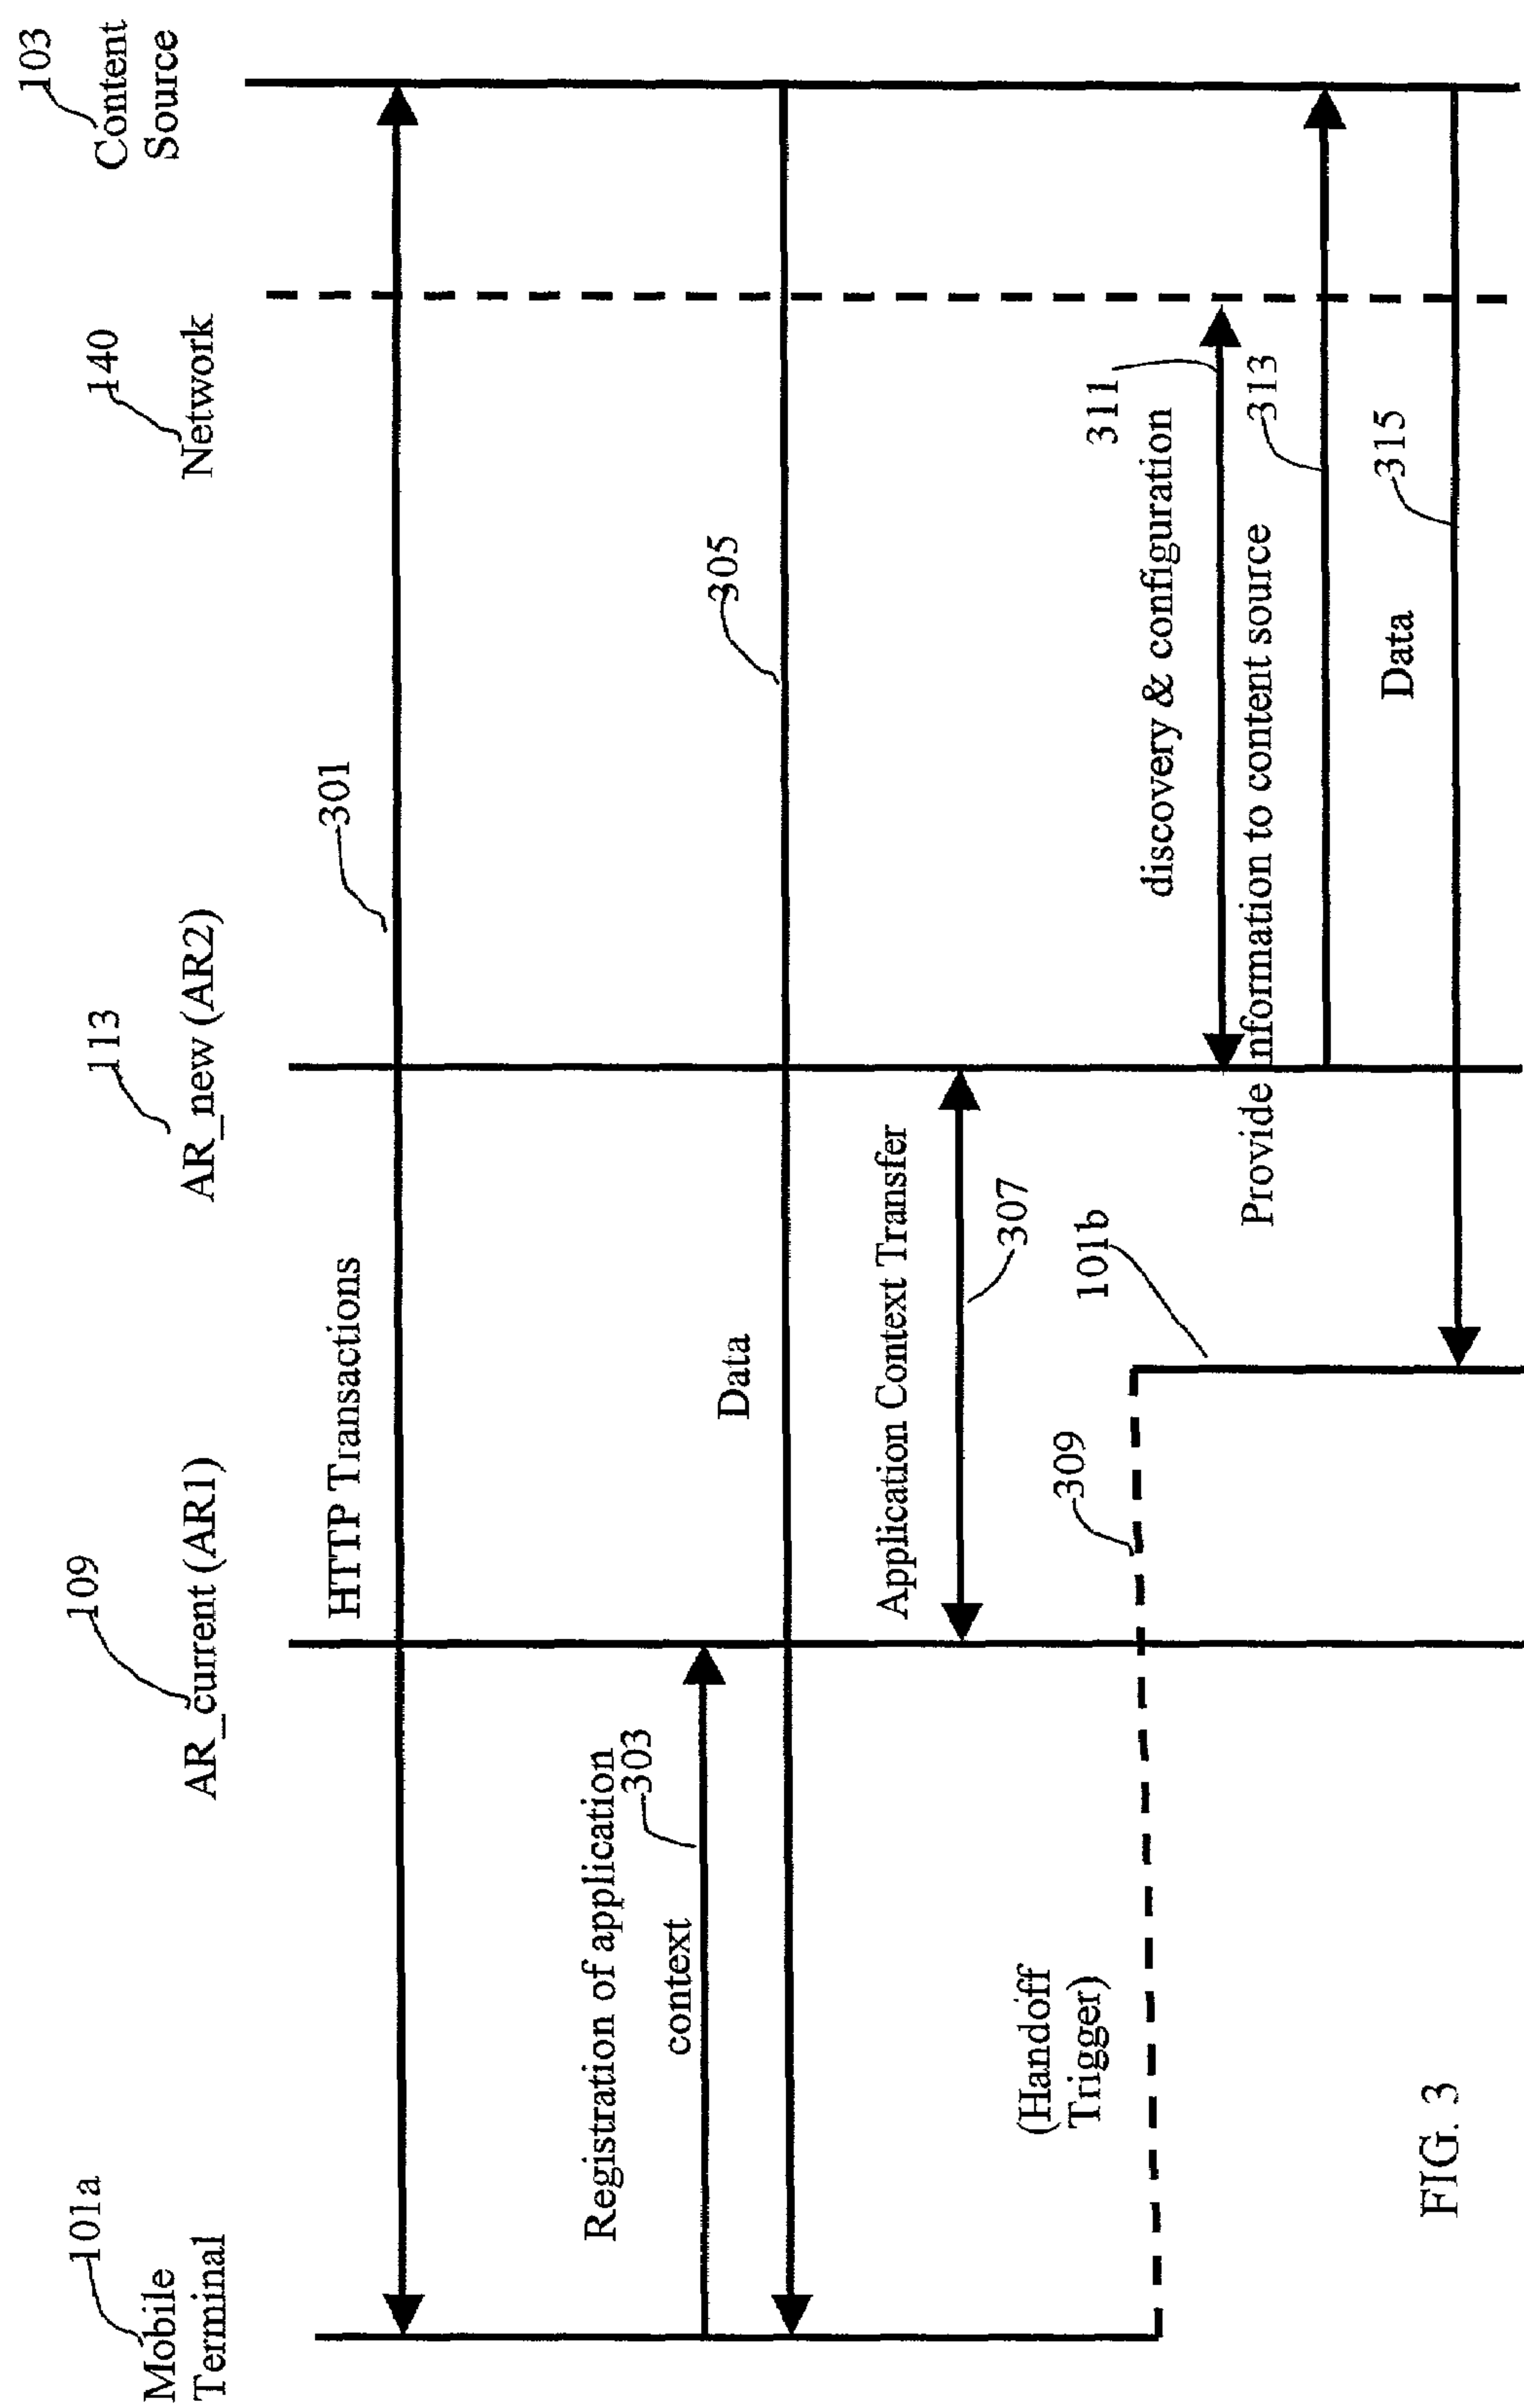 101a
Mobile
Terminal
109
AR_current (AR1)
113
AR_new (AR2)
140
Network
103
Content
Source
HTTP Transactions
301
Registration of application
303
context
Data
305
Application Context Transfer
307
(Handoff
Trigger)
309
101b
311
discovery & configuration
Provide Information to content source
313
Data
315
FIG. 3